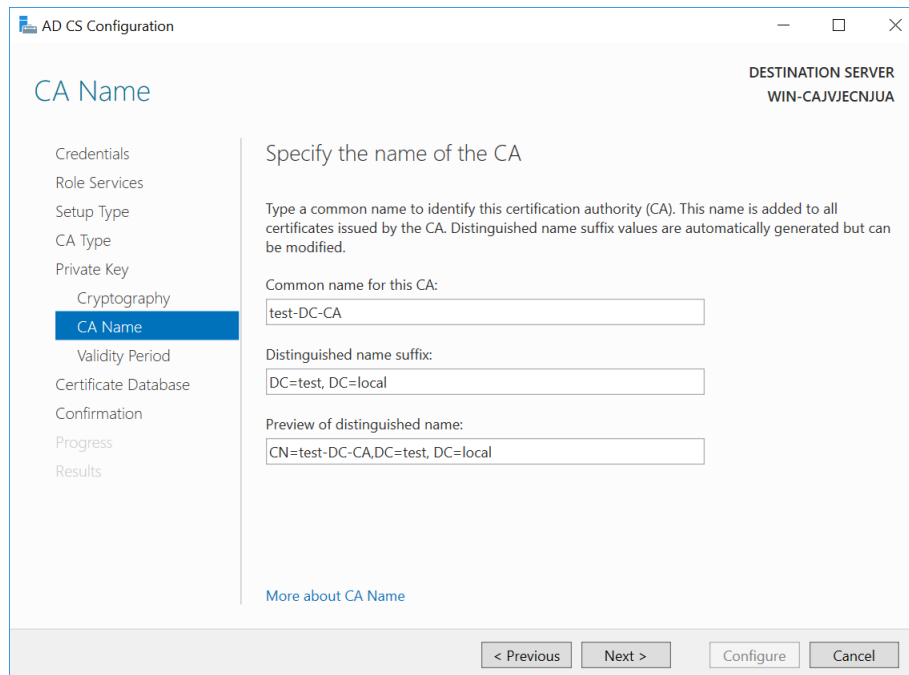 AD CS Configuration
CA Name
DESTINATION SERVER
WIN-CAJVJECNJUA
Credentials
Role Services
Setup Type
CA Type
Private Key
Cryptography
CA Name
Validity Period
Certificate Database
Confirmation
Progress
Results
Specify the name of the CA
Type a common name to identify this certification authority (CA). This name is added to all
certificates issued by the CA. Distinguished name suffix values are automatically generated but can
be modified.
Common name for this CA:
test-DC-CA
Distinguished name suffix:
DC=test, DC=local
Preview of distinguished name:
CN=test-DC-CA,DC=test, DC=local
More about CA Name
< Previous
Next >
Configure
Cancel